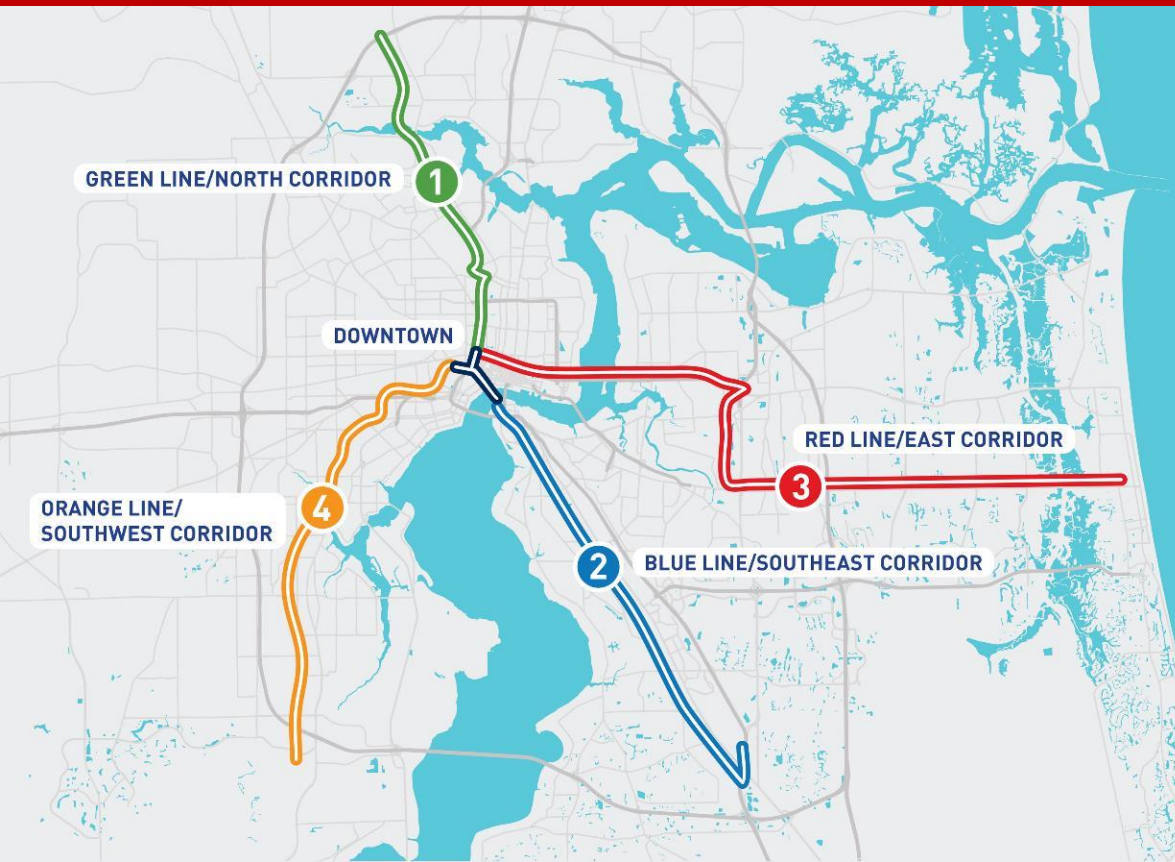 GREEN LINE/NORTH CORRIDOR
1
DOWNTOWN
RED LINE/EAST CORRIDOR
3
ORANGE LINE/
SOUTHWEST CORRIDOR
4
2
BLUE LINE/SOUTHEAST CORRIDOR